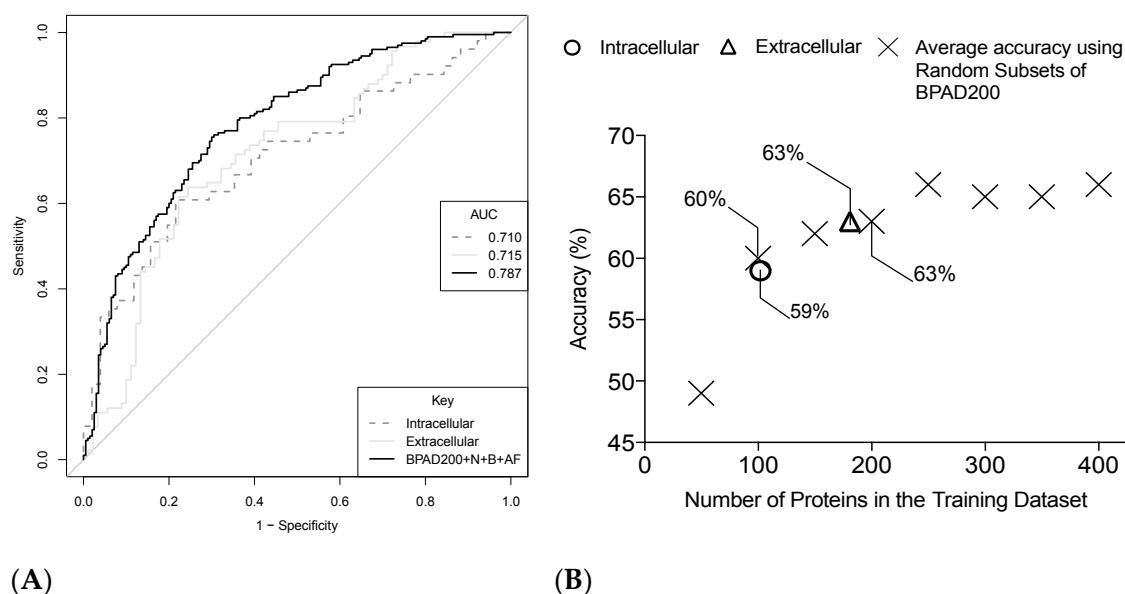 1.0
0.8
0.6
0.4
0.2
0.0
Sensitivity
0.0 0.2 0.4 0.6 0.8 1.0
1 − Specificity
AUC
0.710
0.715
0.787
Key
Intracellular
Extracellular
BPAD200+N+B+AF
(A)
Intracellular
Extracellular
Average accuracy using
Random Subsets of
BPAD200
70
65
60
55
50
45
Accuracy (%)
63%
60%
63%
59%
0 100 200 300 400
Number of Proteins in the Training Dataset
(B)